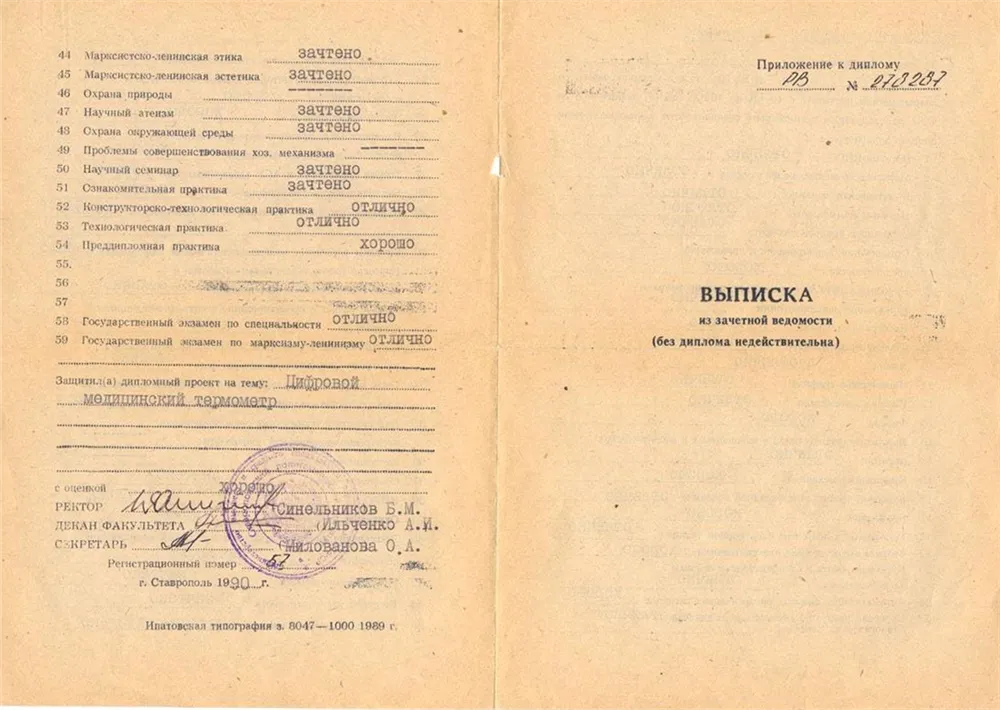 44 Марксистско-ленинская этика зачтено
45 Марксистско-ленинская эстетика зачтено
46 Охрана природы
47 Научный атеизм зачтено
48 Охрана окружающей среды зачтено
49 Проблемы совершенствования хоз. механизма
50 Научный семинар зачтено
51 Ознакомительная практика зачтено
52 Конструкторско-технологическая практика отлично
53 Технологическая практика отлично
54 Преддипломная практика хорошо
55.
56
57
58 Государственный экзамен по специальности отлично
59 Государственный экзамен по марксизму-ленинизму отлично
Защитил(а) дипломный проект на тему: Цифровой
медицинский термометр
с оценкой хорошо
РЕКТОР Синельников Б.М.
ДЕКАН ФАКУЛЬТЕТА (Ильченко А.И.
СЕКРЕТАРЬ (Милованова О.А.
Регистрационный номер 57
г. Ставрополь 1990 г.
Ипатовская типография з. 8047—1000 1989 г.
Приложение к диплому
РВ № 278287
ВЫПИСКА
из зачетной ведомости
(без диплома недействительна)